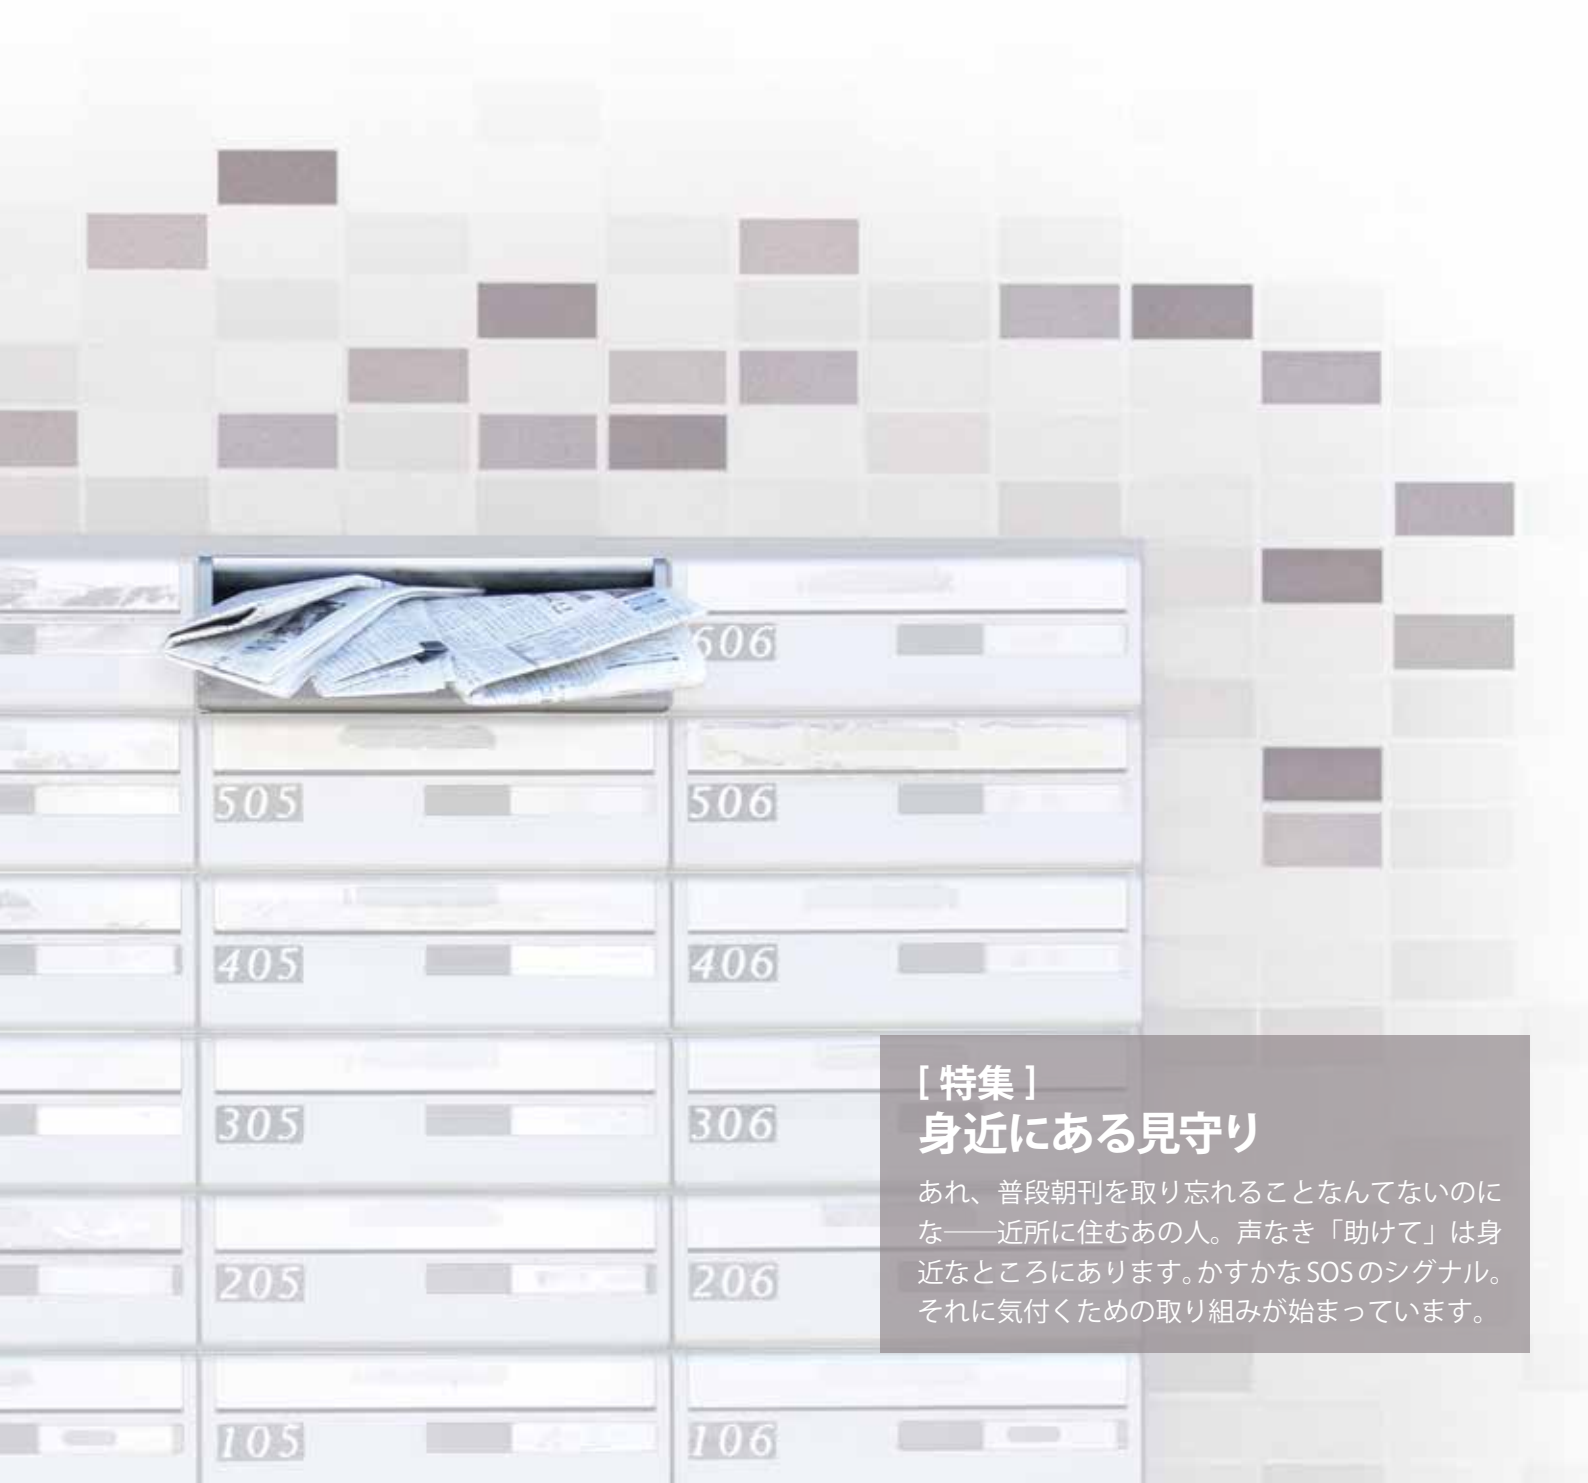 606
505
506
405
406
305
306
205
206
105
106
[ 特集 ]
身近にある見守り
あれ、普段朝刊を取り忘れることなんてないのに
な──近所に住むあの人。声なき「助けて」は身
近なところにあります。かすかなSOSのシグナル。
それに気付くための取り組みが始まっています。